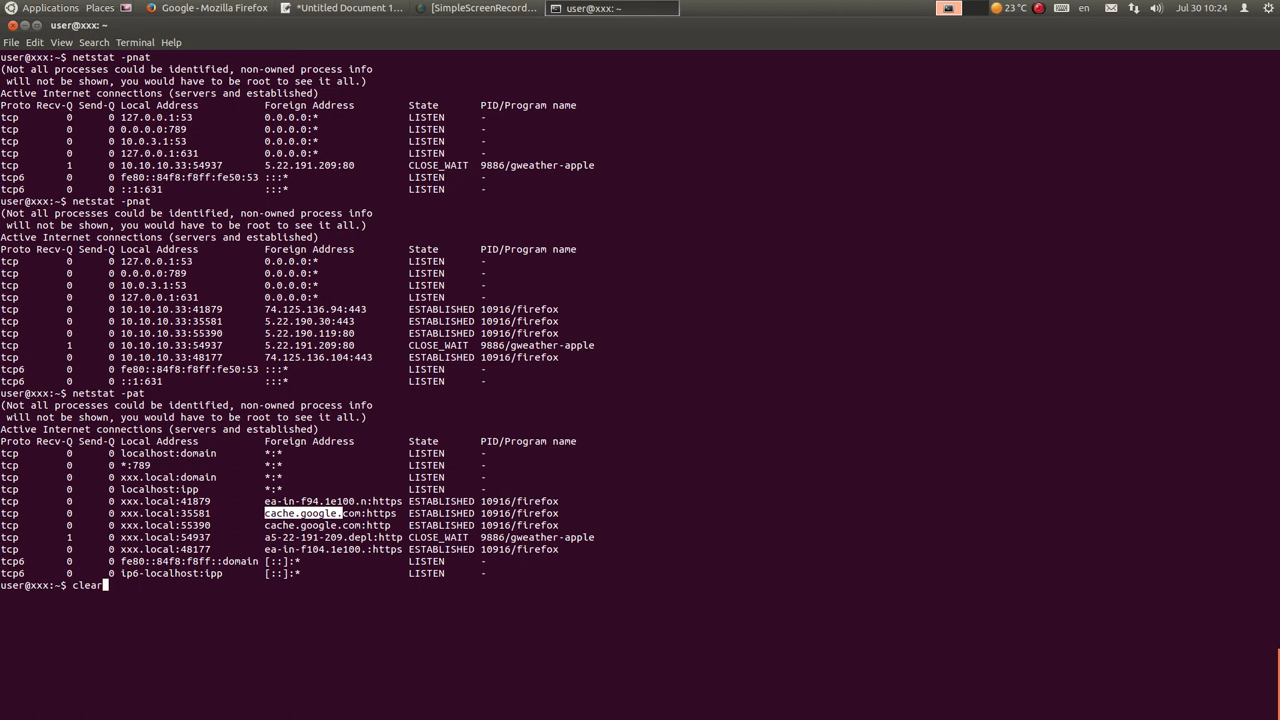 Applications Places Google - Mozilla Firefox *Untitled Document 1... [SimpleScreenRecord... user@xxx: ~ 23 °C en Jul 30 10:24
user@xxx: ~
File Edit View Search Terminal Help
user@xxx:~$ netstat -pnat
(Not all processes could be identified, non-owned process info
 will not be shown, you would have to be root to see it all.)
Active Internet connections (servers and established)
Proto Recv-Q Send-Q Local Address           Foreign Address         State       PID/Program name
tcp        0      0 127.0.0.1:53            0.0.0.0:*               LISTEN      -
tcp        0      0 0.0.0.0:789             0.0.0.0:*               LISTEN      -
tcp        0      0 10.0.3.1:53             0.0.0.0:*               LISTEN      -
tcp        0      0 127.0.0.1:631           0.0.0.0:*               LISTEN      -
tcp        1      0 10.10.10.33:54937       5.22.191.209:80         CLOSE_WAIT  9886/gweather-apple
tcp6       0      0 fe80::84f8:f8ff:fe50:53 :::*                    LISTEN      -
tcp6       0      0 ::1:631                 :::*                    LISTEN      -
user@xxx:~$ netstat -pnat
(Not all processes could be identified, non-owned process info
 will not be shown, you would have to be root to see it all.)
Active Internet connections (servers and established)
Proto Recv-Q Send-Q Local Address           Foreign Address         State       PID/Program name
tcp        0      0 127.0.0.1:53            0.0.0.0:*               LISTEN      -
tcp        0      0 0.0.0.0:789             0.0.0.0:*               LISTEN      -
tcp        0      0 10.0.3.1:53             0.0.0.0:*               LISTEN      -
tcp        0      0 127.0.0.1:631           0.0.0.0:*               LISTEN      -
tcp        0      0 10.10.10.33:41879       74.125.136.94:443       ESTABLISHED 10916/firefox
tcp        0      0 10.10.10.33:35581       5.22.190.30:443         ESTABLISHED 10916/firefox
tcp        0      0 10.10.10.33:55390       5.22.190.119:80         ESTABLISHED 10916/firefox
tcp        1      0 10.10.10.33:54937       5.22.191.209:80         CLOSE_WAIT  9886/gweather-apple
tcp        0      0 10.10.10.33:48177       74.125.136.104:443      ESTABLISHED 10916/firefox
tcp6       0      0 fe80::84f8:f8ff:fe50:53 :::*                    LISTEN      -
tcp6       0      0 ::1:631                 :::*                    LISTEN      -
user@xxx:~$ netstat -pat
(Not all processes could be identified, non-owned process info
 will not be shown, you would have to be root to see it all.)
Active Internet connections (servers and established)
Proto Recv-Q Send-Q Local Address           Foreign Address         State       PID/Program name
tcp        0      0 localhost:domain        *:*                     LISTEN      -
tcp        0      0 *:789                   *:*                     LISTEN      -
tcp        0      0 xxx.local:domain        *:*                     LISTEN      -
tcp        0      0 localhost:ipp           *:*                     LISTEN      -
tcp        0      0 xxx.local:41879         ea-in-f94.1e100.n:https ESTABLISHED 10916/firefox
tcp        0      0 xxx.local:35581         cache.google.com:https  ESTABLISHED 10916/firefox
tcp        0      0 xxx.local:55390         cache.google.com:http   ESTABLISHED 10916/firefox
tcp        1      0 xxx.local:54937         a5-22-191-209.depl:http CLOSE_WAIT  9886/gweather-apple
tcp        0      0 xxx.local:48177         ea-in-f104.1e100.:https ESTABLISHED 10916/firefox
tcp6       0      0 fe80::84f8:f8ff::domain [::]:*                  LISTEN      -
tcp6       0      0 ip6-localhost:ipp       [::]:*                  LISTEN      -
user@xxx:~$ clear